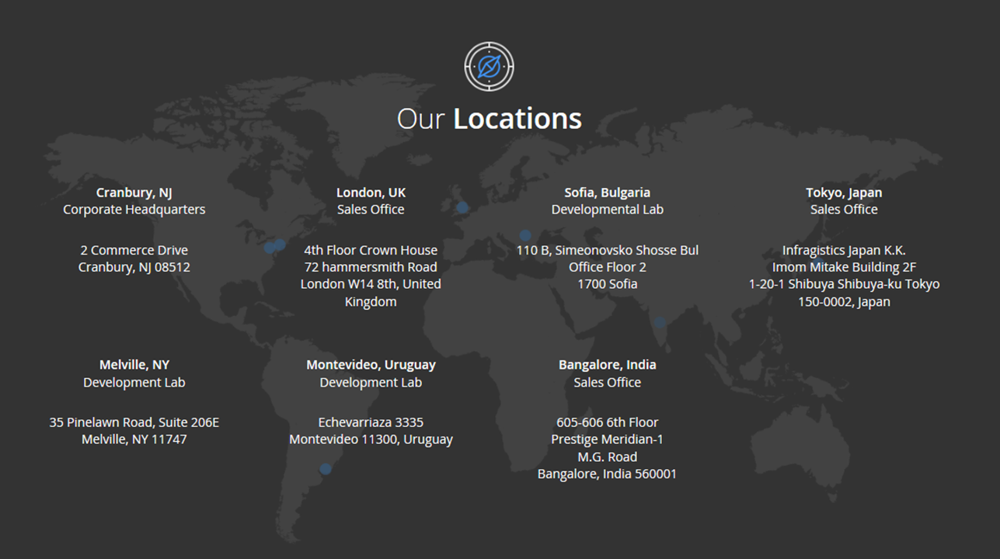 Our Locations
Cranbury, NJ
Corporate Headquarters
2 Commerce Drive
Cranbury, NJ 08512
London, UK
Sales Office
4th Floor Crown House
72 hammersmith Road
London W14 8th, United
Kingdom
Sofia, Bulgaria
Developmental Lab
110 B, Simeonovsko Shosse Bul
Office Floor 2
1700 Sofia
Tokyo, Japan
Sales Office
Infragistics Japan K.K.
Imom Mitake Building 2F
1-20-1 Shibuya Shibuya-ku Tokyo
150-0002, Japan
Melville, NY
Development Lab
35 Pinelawn Road, Suite 206E
Melville, NY 11747
Montevideo, Uruguay
Development Lab
Echevarriaza 3335
Montevideo 11300, Uruguay
Bangalore, India
Sales Office
605-606 6th Floor
Prestige Meridian-1
M.G. Road
Bangalore, India 560001